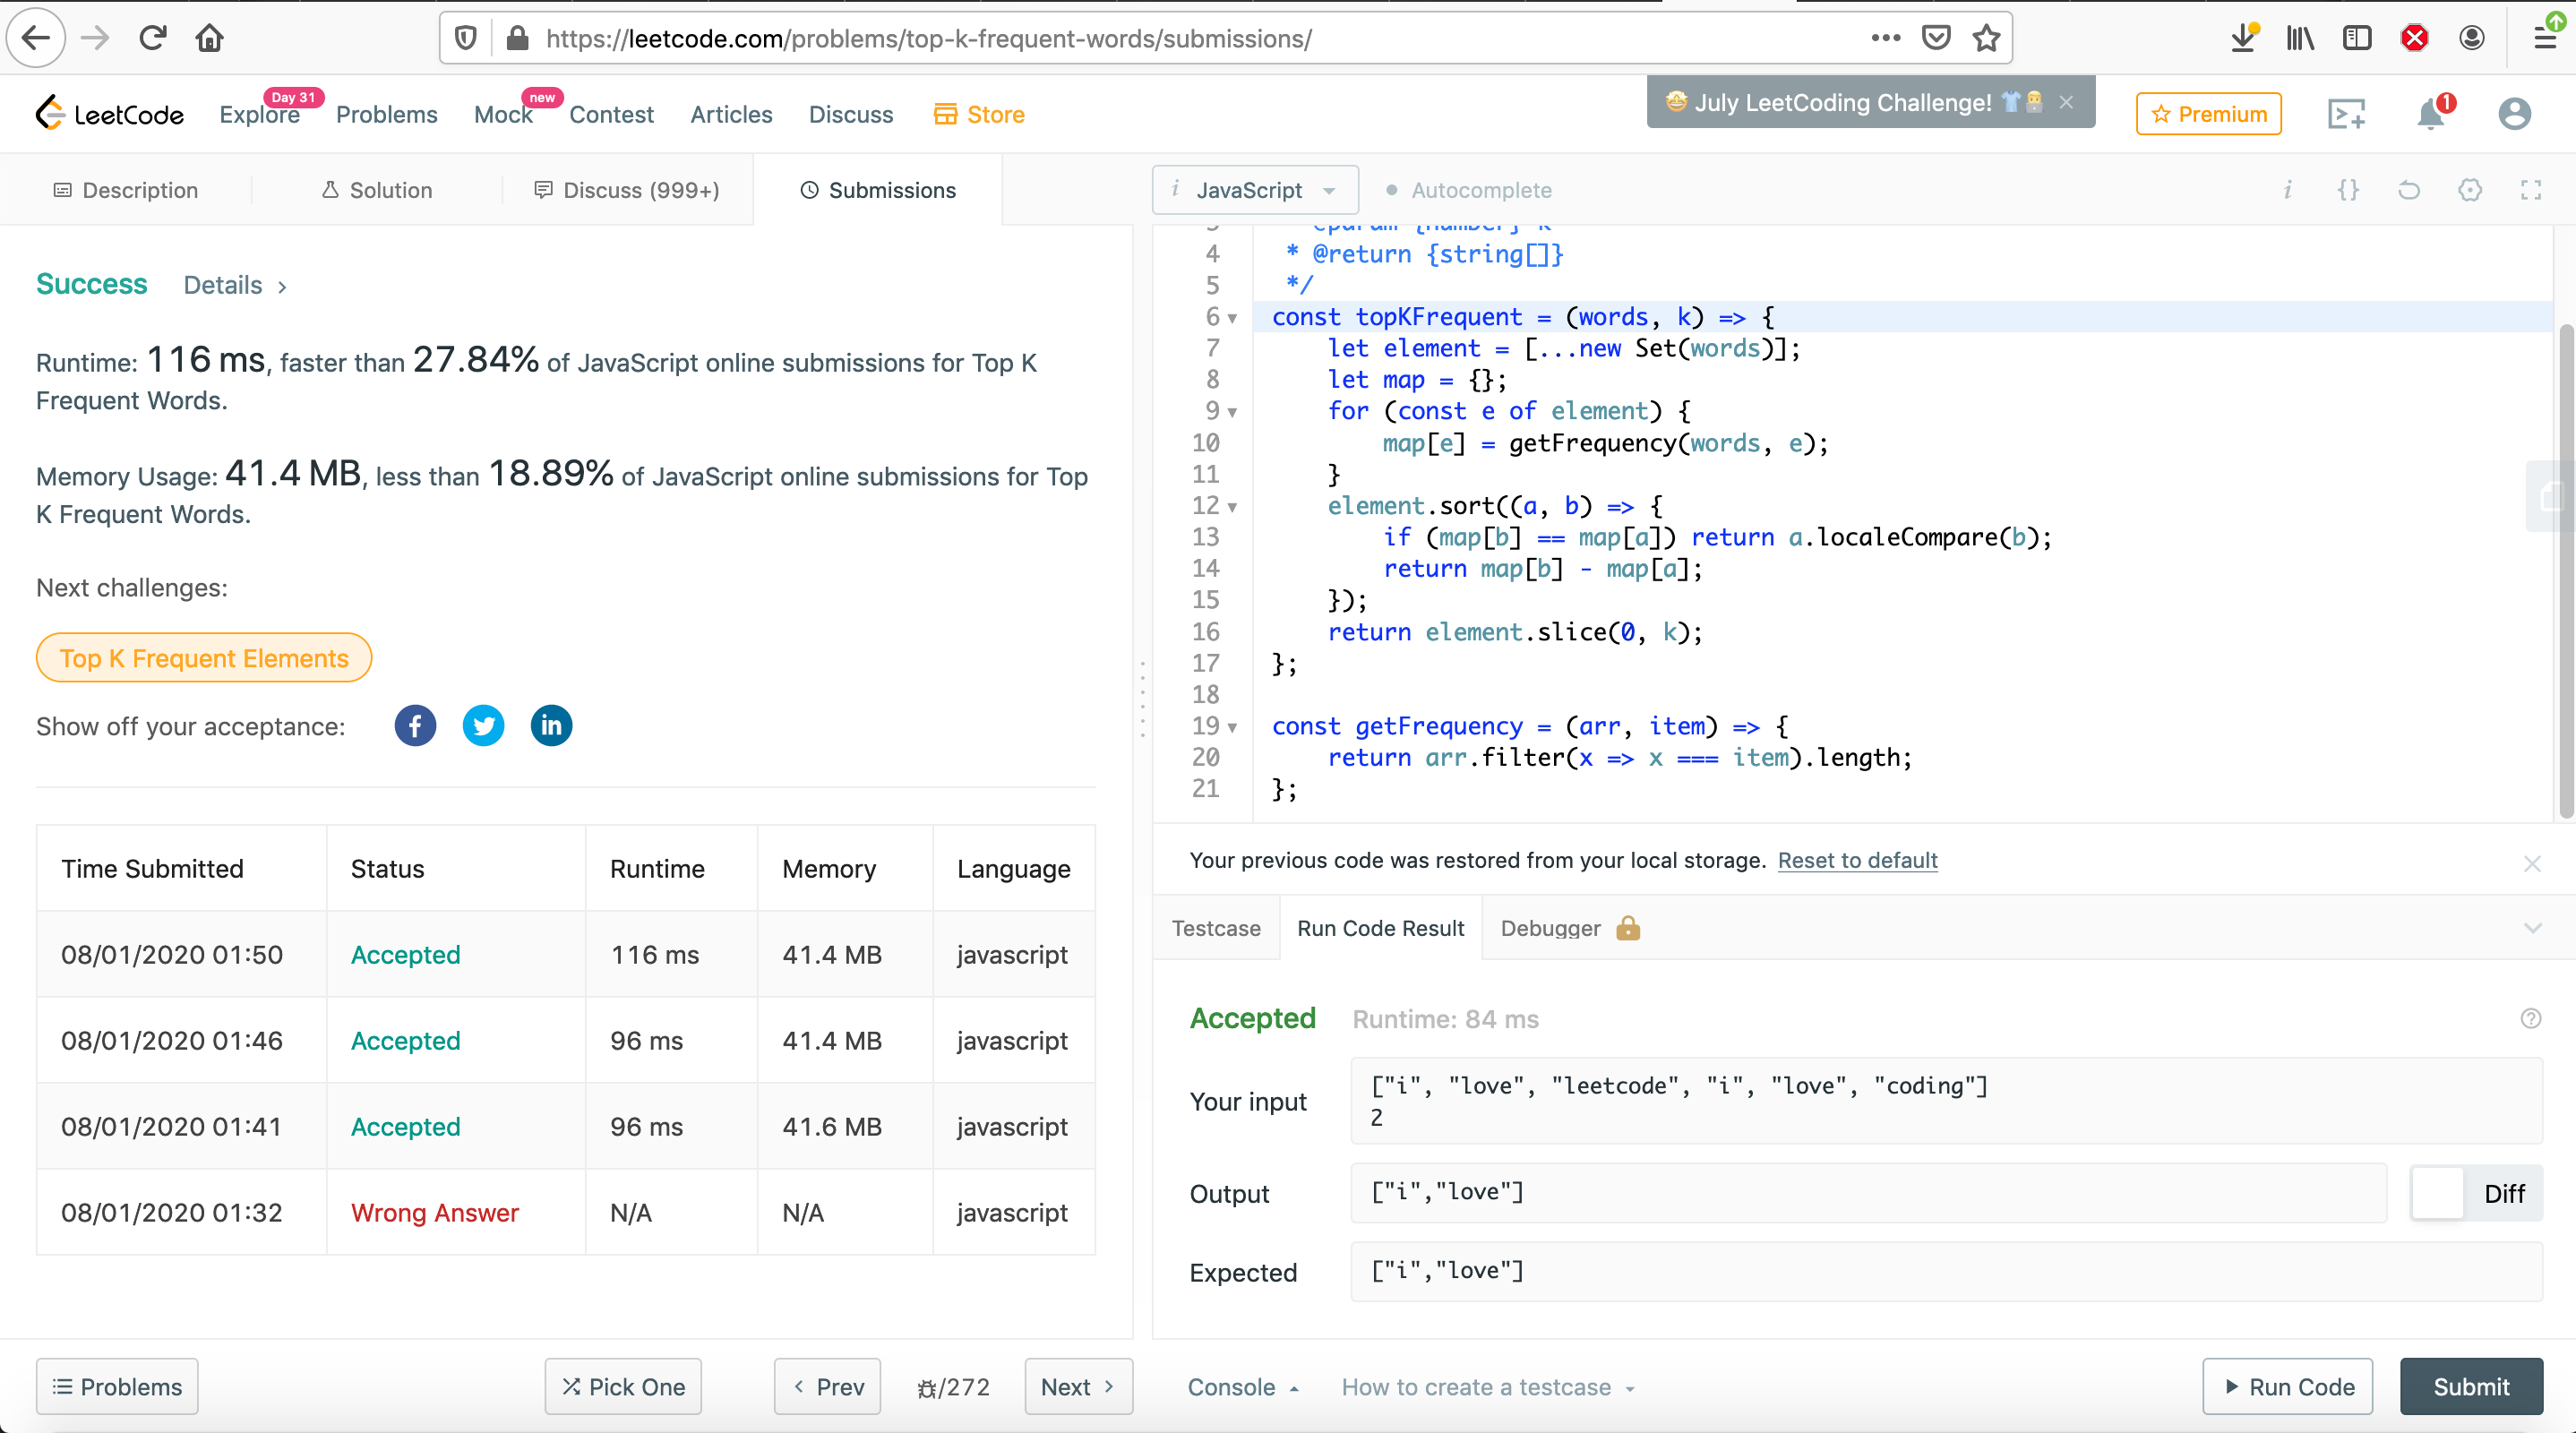 https://leetcode.com/problems/top-k-frequent-words/submissions/
LeetCode
Explore
Day 31
Problems
Mock
new
Contest
Articles
Discuss
Store
July LeetCoding Challenge!
Premium
1
Description
Solution
Discuss (999+)
Submissions
i JavaScript
Autocomplete
Success Details >
Runtime: 116 ms, faster than 27.84% of JavaScript online submissions for Top K
Frequent Words.
Memory Usage: 41.4 MB, less than 18.89% of JavaScript online submissions for Top
K Frequent Words.
Next challenges:
Top K Frequent Elements
Show off your acceptance:
Time Submitted Status Runtime Memory Language
08/01/2020 01:50 Accepted 116 ms 41.4 MB javascript
08/01/2020 01:46 Accepted 96 ms 41.4 MB javascript
08/01/2020 01:41 Accepted 96 ms 41.6 MB javascript
08/01/2020 01:32 Wrong Answer N/A N/A javascript
4 * @return {string[]}
5 */
6 const topKFrequent = (words, k) => {
7 let element = [...new Set(words)];
8 let map = {};
9 for (const e of element) {
10 map[e] = getFrequency(words, e);
11 }
12 element.sort((a, b) => {
13 if (map[b] == map[a]) return a.localeCompare(b);
14 return map[b] - map[a];
15 });
16 return element.slice(0, k);
17 };
18
19 const getFrequency = (arr, item) => {
20 return arr.filter(x => x === item).length;
21 };
Your previous code was restored from your local storage. Reset to default
Testcase Run Code Result Debugger
Accepted Runtime: 84 ms
Your input
["i", "love", "leetcode", "i", "love", "coding"]
2
Output
["i","love"]
Diff
Expected
["i","love"]
Problems
Pick One
< Prev
/272
Next >
Console
How to create a testcase
Run Code
Submit